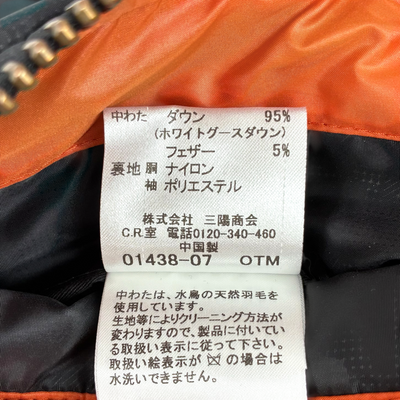 中わた ダウン 95%
(ホワイトグースダウン)
フェザー 5%
裏地 胴 ナイロン
袖 ポリエステル
株式会社 三陽商会
C.R.室 電話0120-340-460
中国製
01438-07 OTM
中わたは、水鳥の天然羽毛を
使用しています。
生地等によりクリーニング方法が
変わりますので、製品に付いてい
る取扱い表示に従って下さい。
取扱い絵表示が の場合は
水洗いできません。